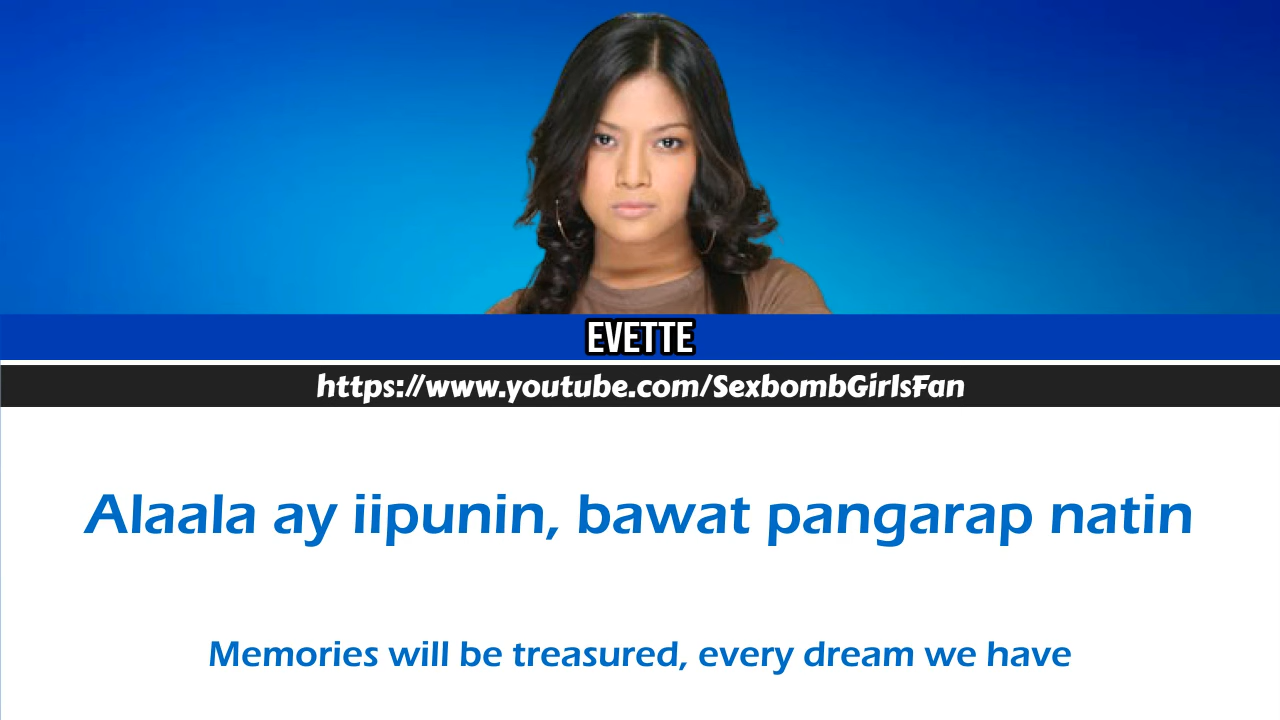 EVETTE
https://www.youtube.com/SexbombGirlsFan
Alaala ay iipunin, bawat pangarap natin
Memories will be treasured, every dream we have